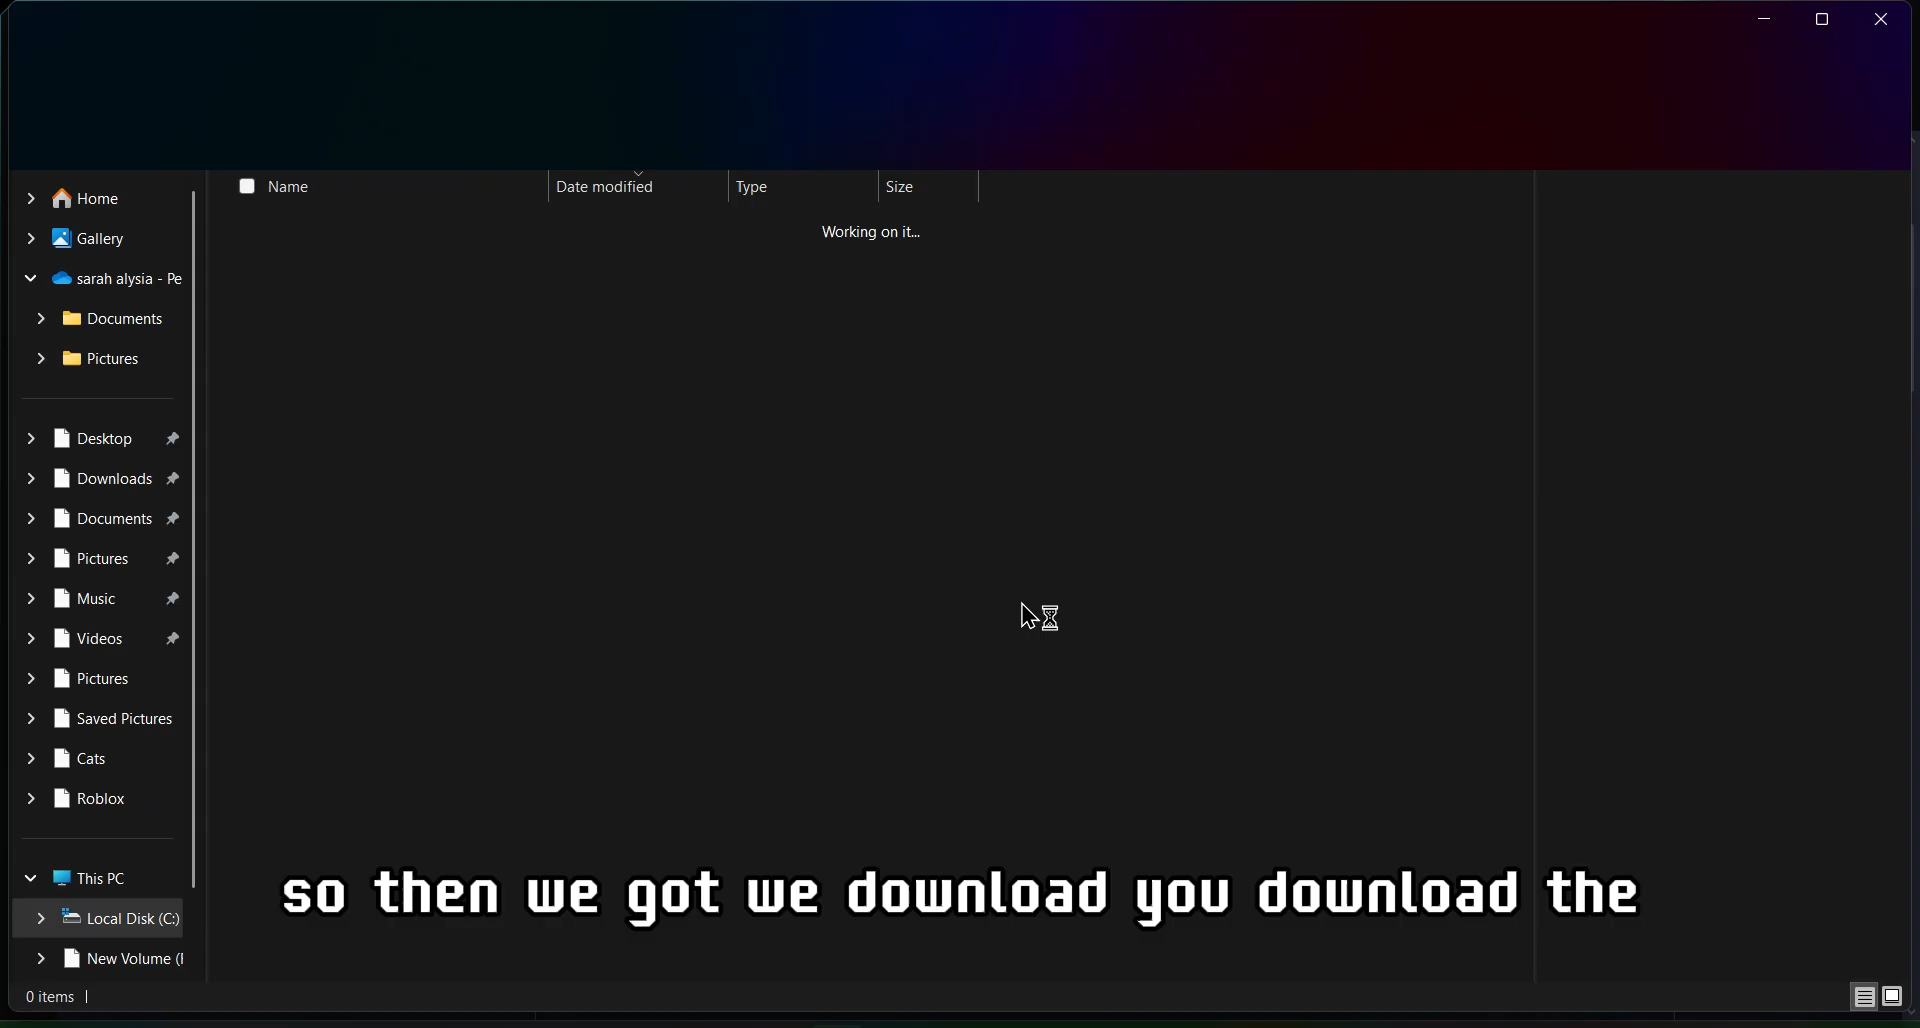 Name
Date modified
Type
Size
Working on it...
Home
Gallery
sarah alysia - Pe
Documents
Pictures
Desktop
Downloads
Documents
Pictures
Music
Videos
Pictures
Saved Pictures
Cats
Roblox
This PC
Local Disk (C:)
New Volume (
so then we got we download you download the
0 items